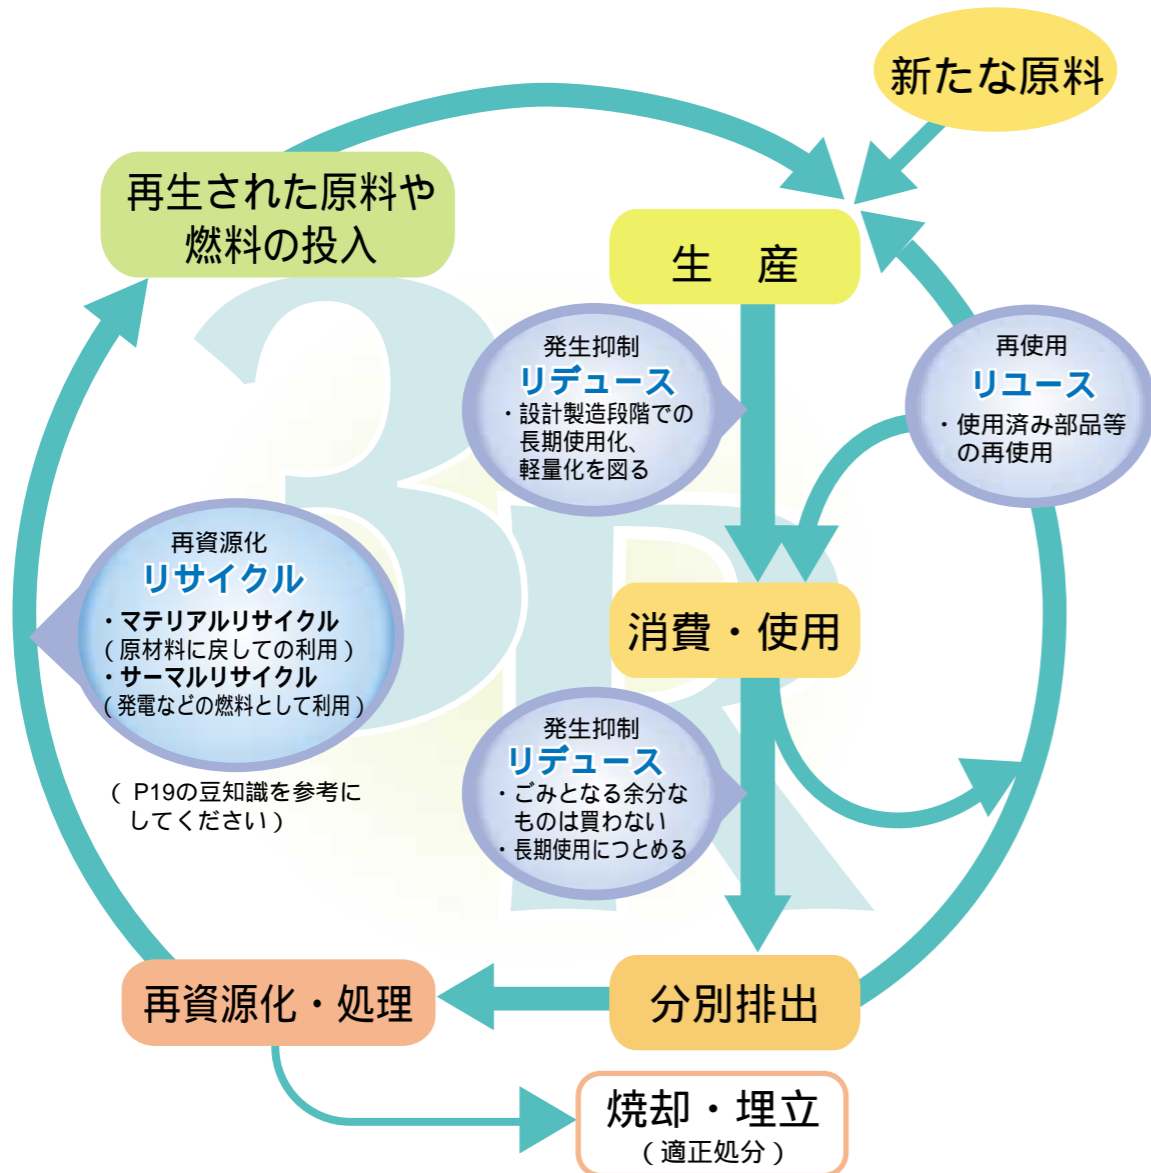 新たな原料
再生された原料や
燃料の投入
生　産
発生抑制
リデュース
・設計製造段階での
長期使用化、
軽量化を図る
再使用
リユース
・使用済み部品等
の再使用
3R
再資源化
リサイクル
・マテリアルリサイクル
（原材料に戻しての利用）
・サーマルリサイクル
（発電などの燃料として利用）
（ P19の豆知識を参考に
してください）
消費・使用
発生抑制
リデュース
・ごみとなる余分な
ものは買わない
・長期使用につとめる
再資源化・処理
分別排出
焼却・埋立
（適正処分）